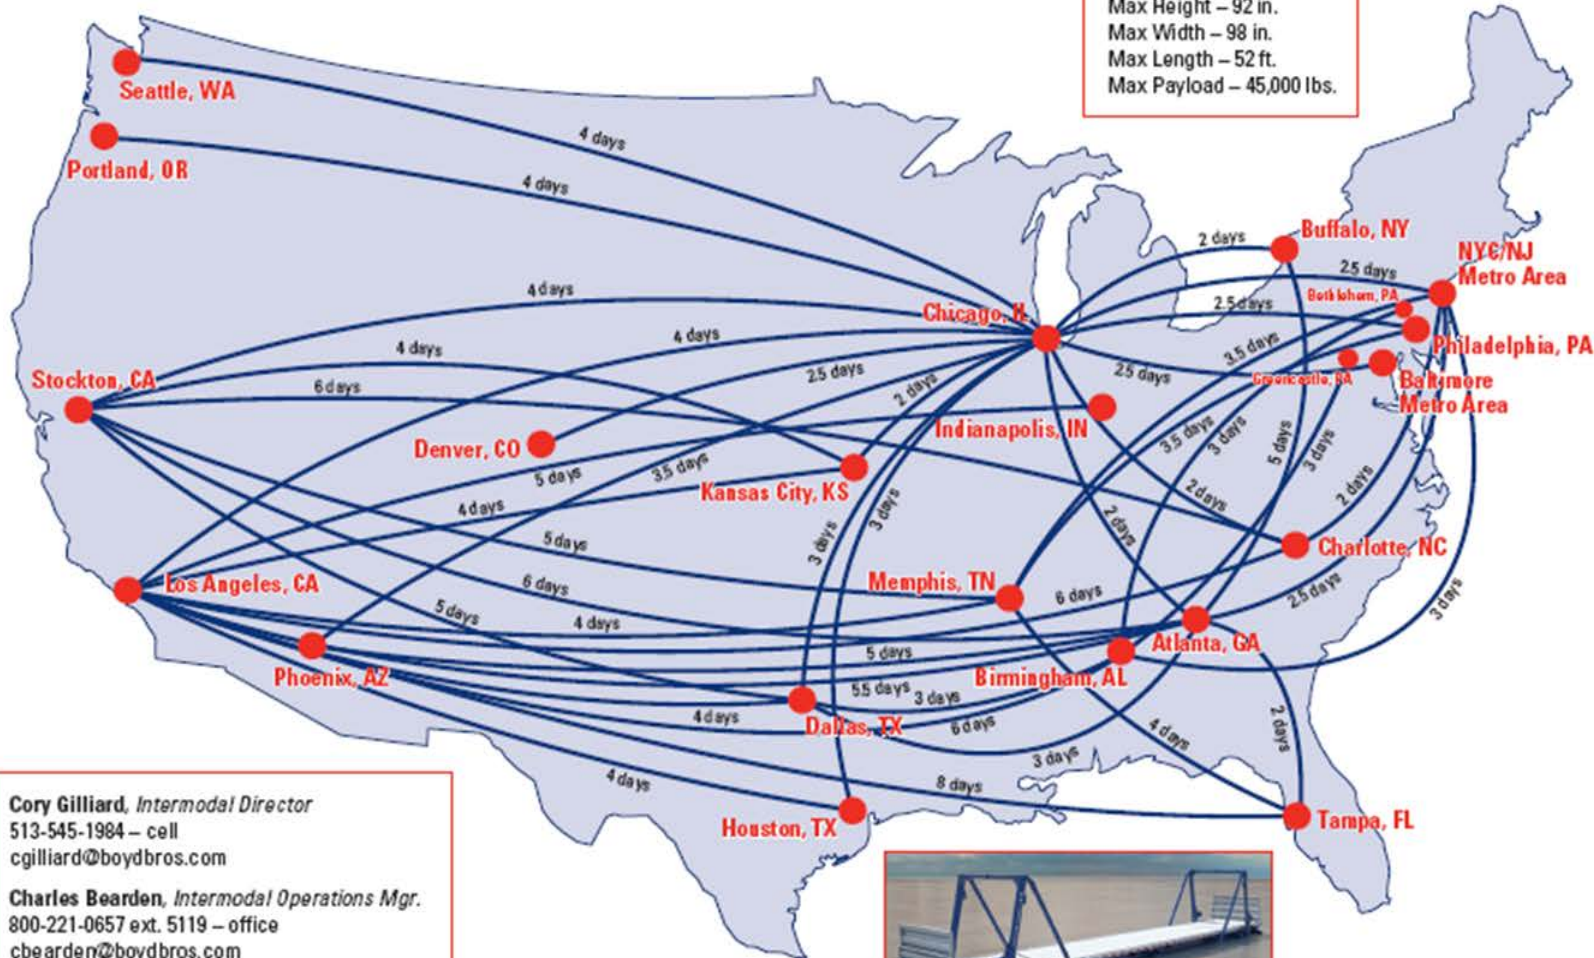 Max Height – 92 in.
Max Width – 98 in.
Max Length – 52 ft.
Max Payload – 45,000 lbs.
Seattle, WA
4 days
Portland, OR
4 days
Buffalo, NY
2 days
NYC/NJ
Metro Area
2.5 days
Bethlehem, PA
2.5 days
4 days
Chicago, IL
4 days
3.5 days
Philadelphia, PA
4 days
Stockton, CA
6 days
2.5 days
2 days
2.5 days
Greencastle, PA
Baltimore
Metro Area
Indianapolis, IN
Denver, CO
3.5 days
3 days
5 days
3 days
5 days
3.5 days
Kansas City, KS
2 days
2 days
4 days
3 days
3 days
2 days
5 days
Charlotte, NC
Los Angeles, CA
6 days
Memphis, TN
6 days
2.5 days
3 days
5 days
4 days
Atlanta, GA
5 days
Phoenix, AZ
Birmingham, AL
5.5 days
3 days
4 days
Dallas, TX
6 days
4 days
2 days
3 days
4 days
8 days
Houston, TX
Tampa, FL
Cory Gilliard, Intermodal Director
513-545-1984 – cell
cgilliard@boydbros.com
Charles Bearden, Intermodal Operations Mgr.
800-221-0657 ext. 5119 – office
cbearden@boydbros.com